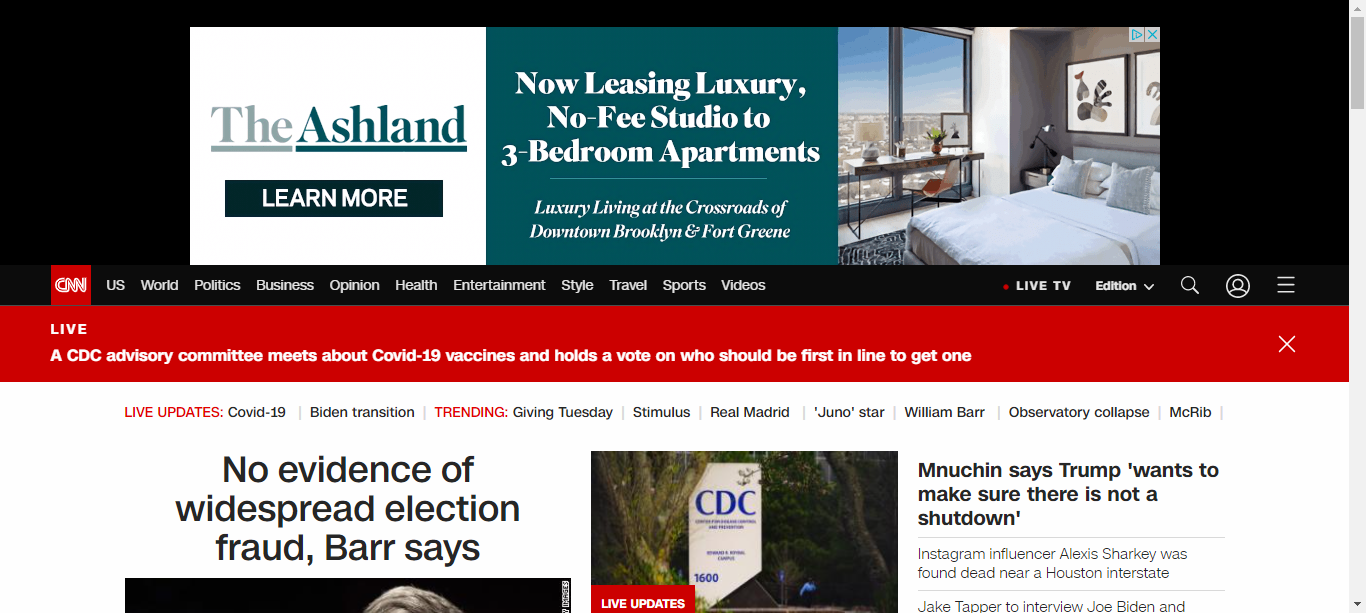 The Ashland
LEARN MORE
Now Leasing Luxury,
No-Fee Studio to
3-Bedroom Apartments
Luxury Living at the Crossroads of
Downtown Brooklyn & Fort Greene
CNN US World Politics Business Opinion Health Entertainment Style Travel Sports Videos LIVE TV Edition
LIVE
A CDC advisory committee meets about Covid-19 vaccines and holds a vote on who should be first in line to get one
LIVE UPDATES: Covid-19 | Biden transition | TRENDING: Giving Tuesday | Stimulus | Real Madrid | 'Juno' star | William Barr | Observatory collapse | McRib |
No evidence of
widespread election
fraud, Barr says
CDC
CENTER FOR DISEASE CONTROL
AND PREVENTION
EDWARD R. ROYBAL
CAMPUS
1600
LIVE UPDATES
Mnuchin says Trump 'wants to
make sure there is not a
shutdown'
Instagram influencer Alexis Sharkey was
found dead near a Houston interstate
Jake Tapper to interview Joe Biden and